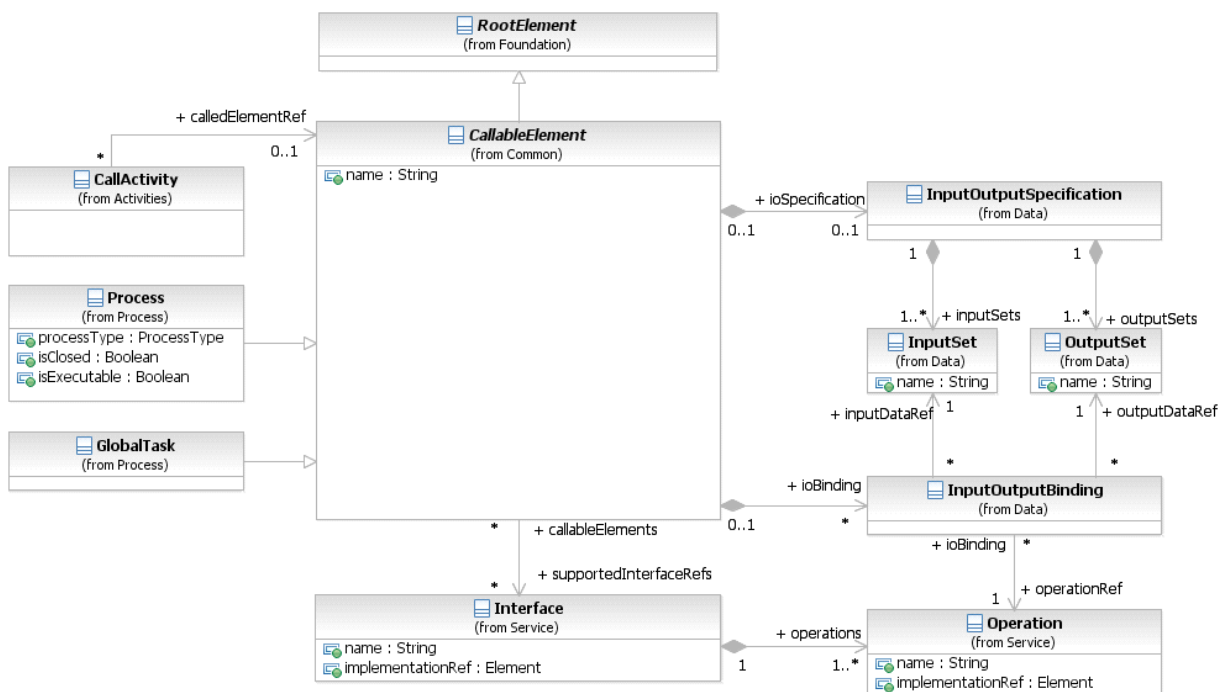 RootElement
(from Foundation)
+ calledElementRef
*
0..1
CallableElement
(from Common)
name : String
CallActivity
(from Activities)
+ ioSpecification
0..1
0..1
InputOutputSpecification
(from Data)
1
1
Process
(from Process)
processType : ProcessType
isClosed : Boolean
isExecutable : Boolean
1..*
+ inputSets
1..*
+ outputSets
InputSet
(from Data)
name : String
OutputSet
(from Data)
name : String
+ inputDataRef
1
1
+ outputDataRef
GlobalTask
(from Process)
*
*
+ ioBinding
0..1
*
InputOutputBinding
(from Data)
*
+ callableElements
+ ioBinding
*
+ supportedInterfaceRefs
*
+ operationRef
1
Interface
(from Service)
name : String
implementationRef : Element
+ operations
1
1..*
Operation
(from Service)
name : String
implementationRef : Element